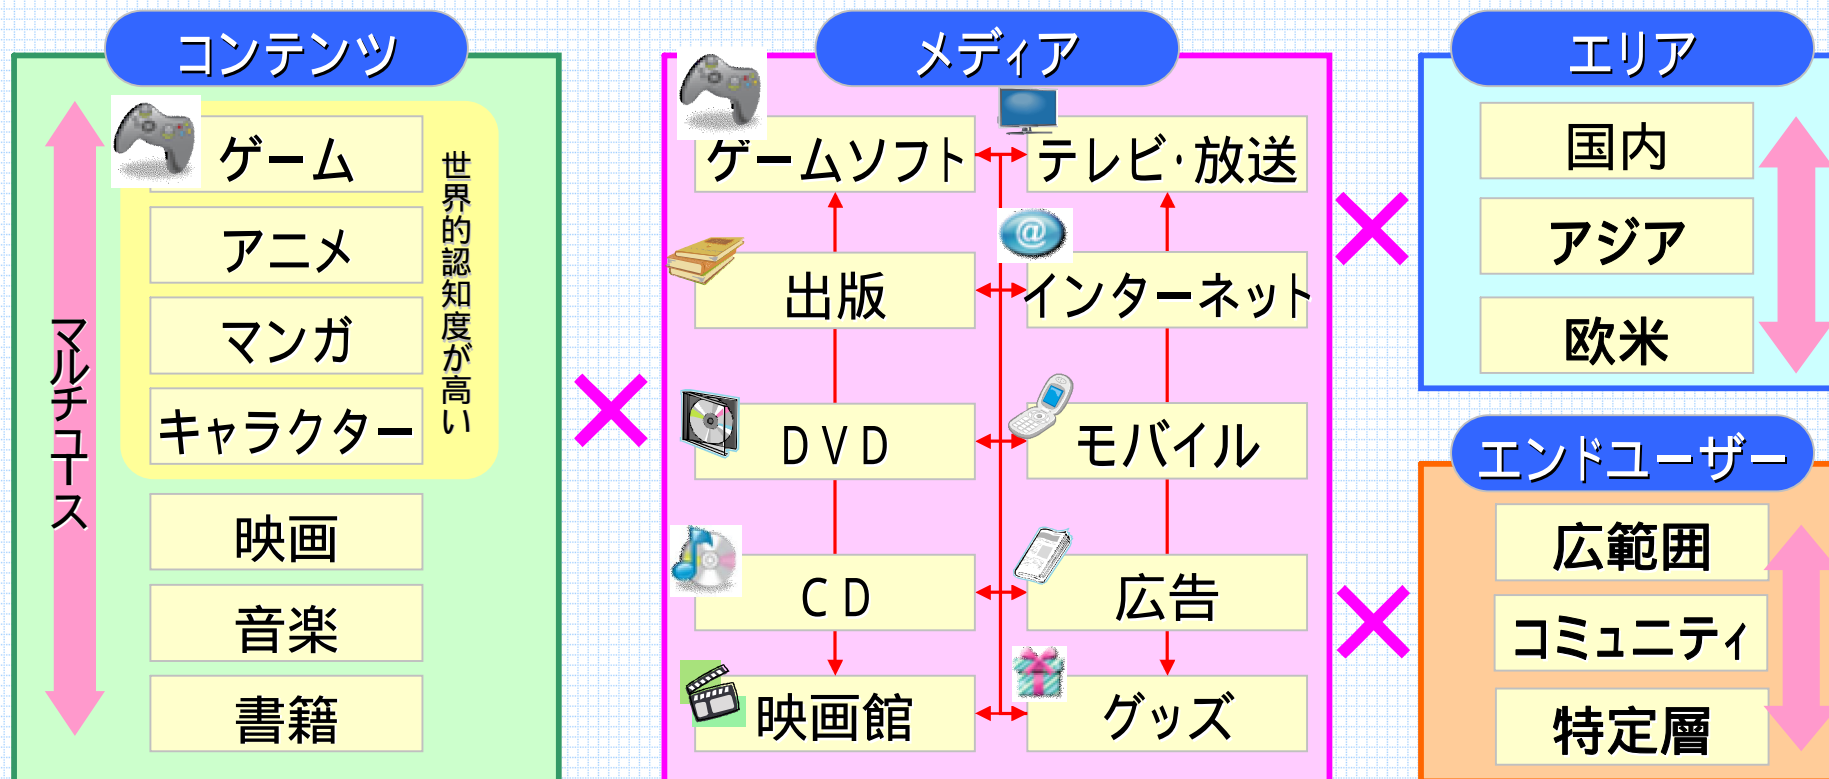 コンテンツ
マルチユース
ゲーム
アニメ
マンガ
キャラクター
世界的認知度が高い
映画
音楽
書籍
メディア
ゲームソフト
テレビ・放送
出版
インターネット
DVD
モバイル
CD
広告
映画館
グッズ
エリア
国内
アジア
欧米
エンドユーザー
広範囲
コミュニティ
特定層